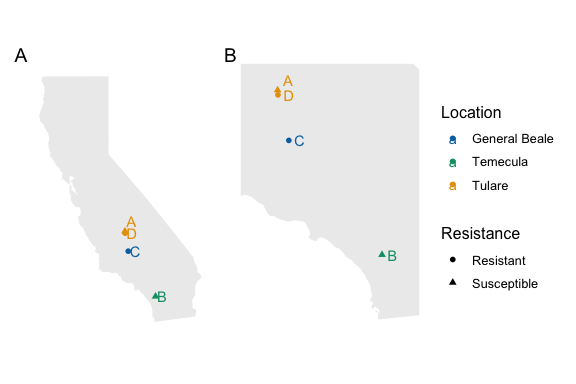 A
B
A
D
C
B
A
D
C
B
Location
a General Beale
a Temecula
a Tulare
Resistance
Resistant
Susceptible